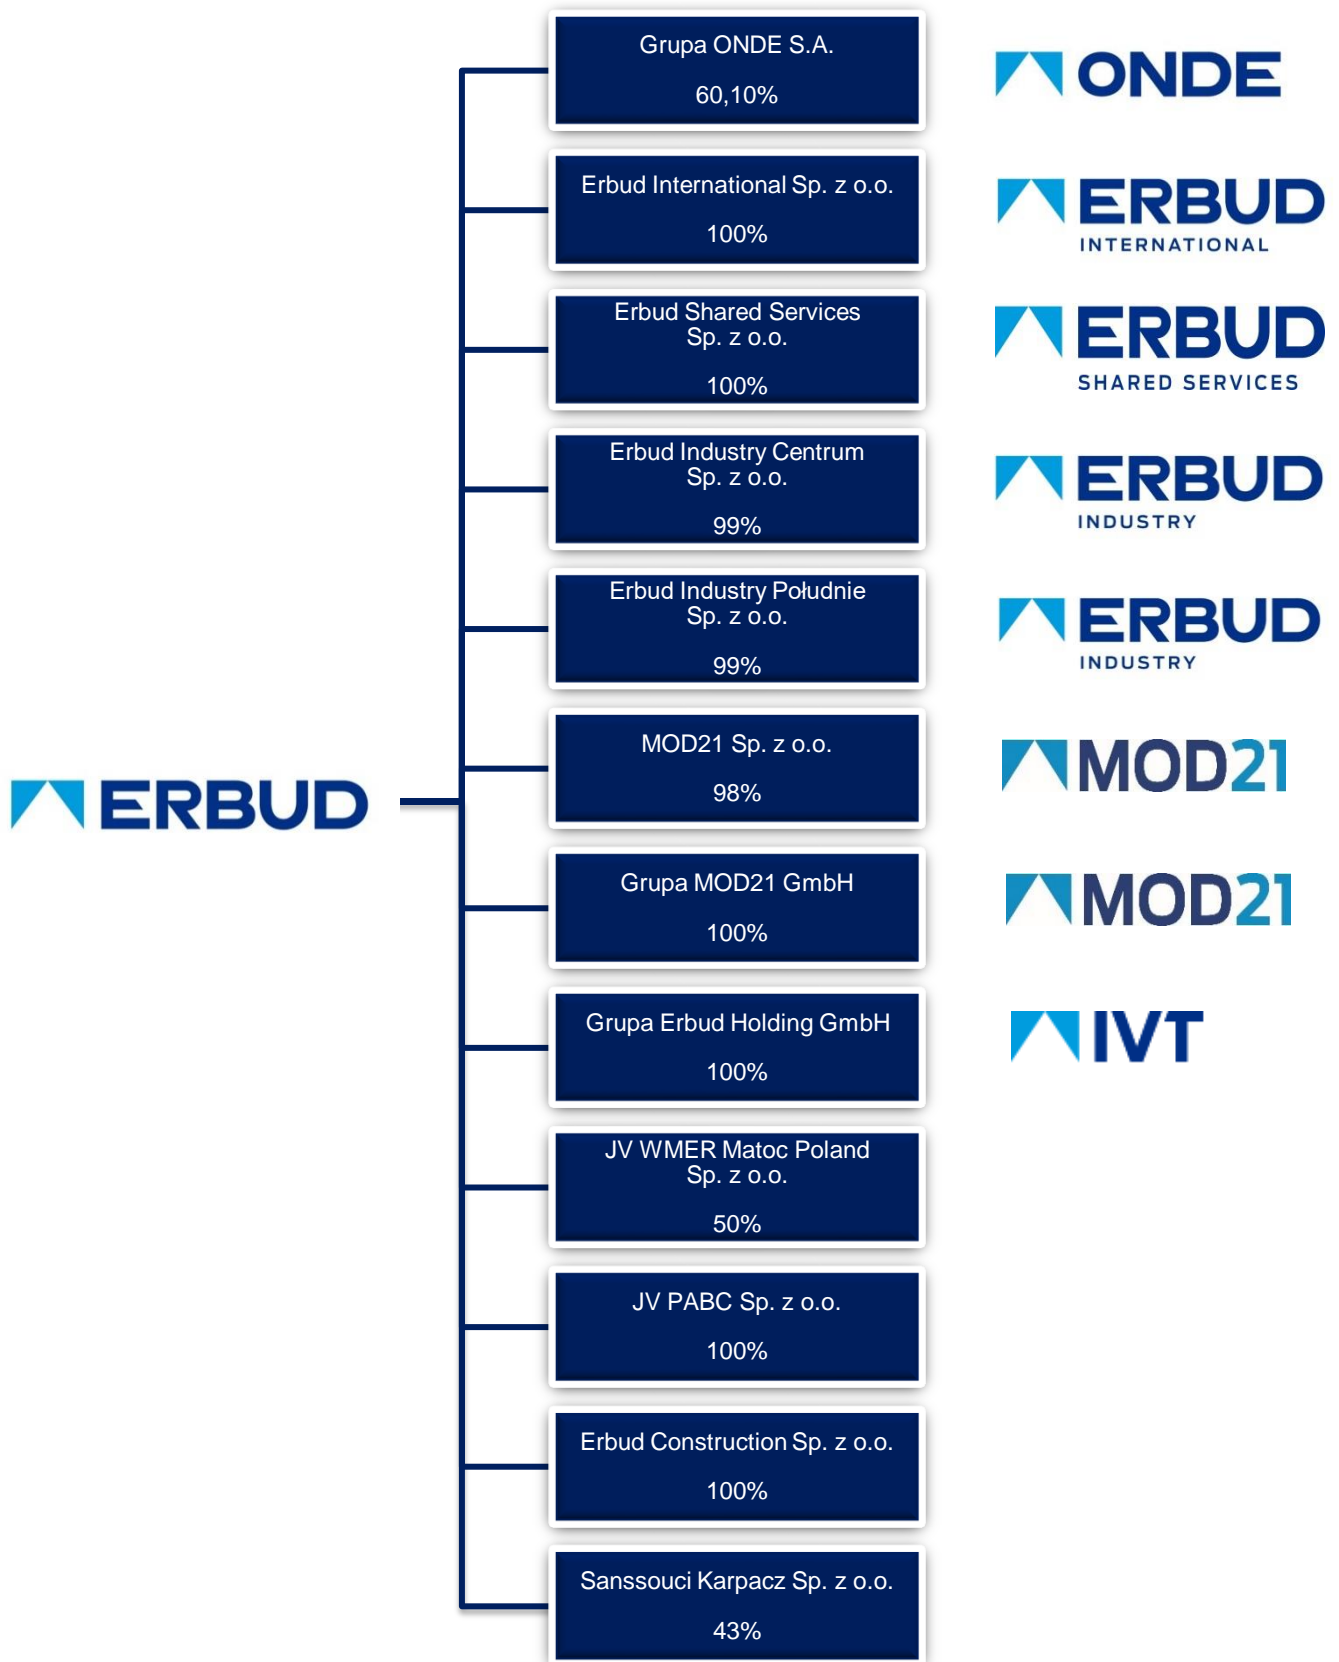 Grupa ONDE S.A.
60,10%
ONDE
Erbud International Sp. z o.o.
100%
ERBUD
INTERNATIONAL
Erbud Shared Services
Sp. z o.o.
100%
ERBUD
SHARED SERVICES
Erbud Industry Centrum
Sp. z o.o.
99%
ERBUD
INDUSTRY
Erbud Industry Południe
Sp. z o.o.
99%
ERBUD
INDUSTRY
MOD21 Sp. z o.o.
98%
MOD21
ERBUD
Grupa MOD21 GmbH
100%
MOD21
Grupa Erbud Holding GmbH
100%
IVT
JV WMER Matoc Poland
Sp. z o.o.
50%
JV PABC Sp. z o.o.
100%
Erbud Construction Sp. z o.o.
100%
Sanssouci Karpacz Sp. z o.o.
43%